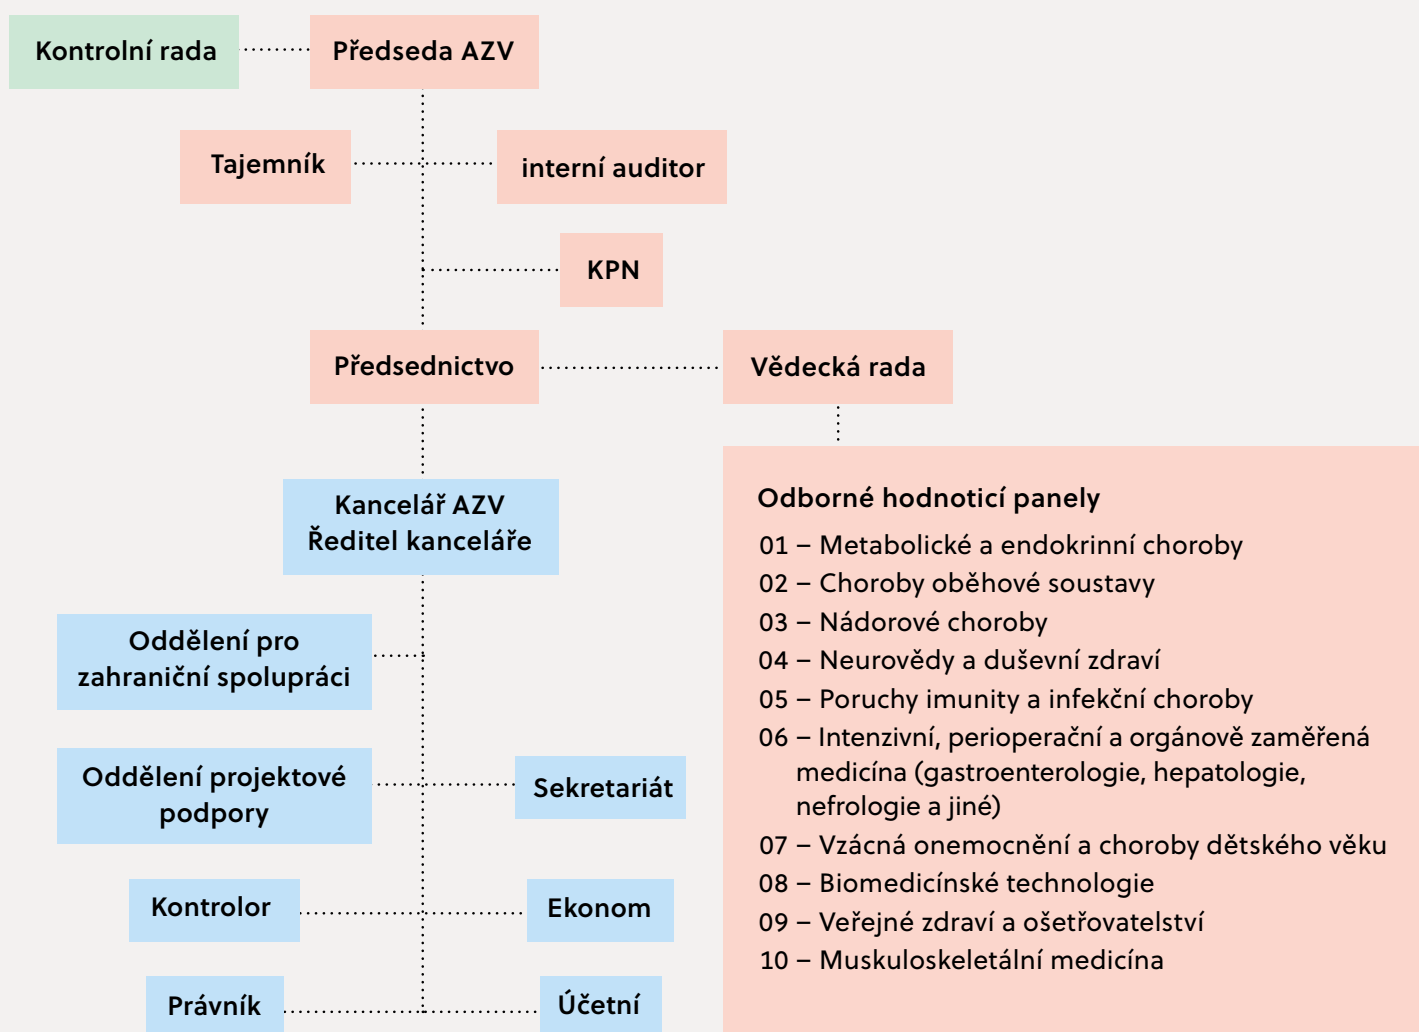 Kontrolní rada
Předseda AZV
Tajemník
interní auditor
KPN
Předsednictvo
Vědecká rada
Kancelář AZV
Ředitel kanceláře
Oddělení pro
zahraniční spolupráci
Oddělení projektové
podpory
Sekretariát
Kontrolor
Ekonom
Právník
Účetní
Odborné hodnoticí panely
01 – Metabolické a endokrinní choroby
02 – Choroby oběhové soustavy
03 – Nádorové choroby
04 – Neurovědy a duševní zdraví
05 – Poruchy imunity a infekční choroby
06 – Intenzivní, perioperační a orgánově zaměřená
medicína (gastroenterologie, hepatologie,
nefrologie a jiné)
07 – Vzácná onemocnění a choroby dětského věku
08 – Biomedicínské technologie
09 – Veřejné zdraví a ošetřovatelství
10 – Muskuloskeletální medicína